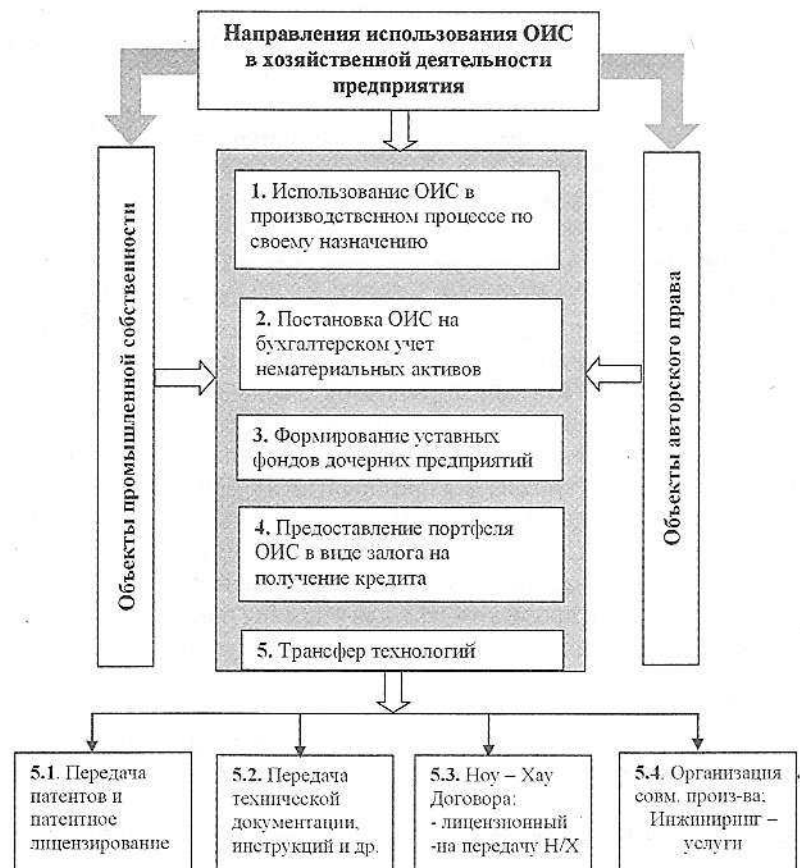 Направления использования ОИС
в хозяйственной деятельности
предприятия
Объекты промышленной собственности
1. Использование ОИС в
производственном процессе по
своему назначению
2. Постановка ОИС на
бухгалтерском учет
нематериальных активов
3. Формирование уставных
фондов дочерних предприятий
4. Предоставление портфеля
ОИС в виде залога на
получение кредита
5. Трансфер технологий
Объекты авторского права
5.1. Передача
патентов и
патентное
лицензирование
5.2. Передача
технической
документации,
инструкций и др.
5.3. Ноу – Хау
Договора:
- лицензионный
-на передачу Н/Х
5.4. Организация
совм. произ-ва;
Инжиниринг –
услуги